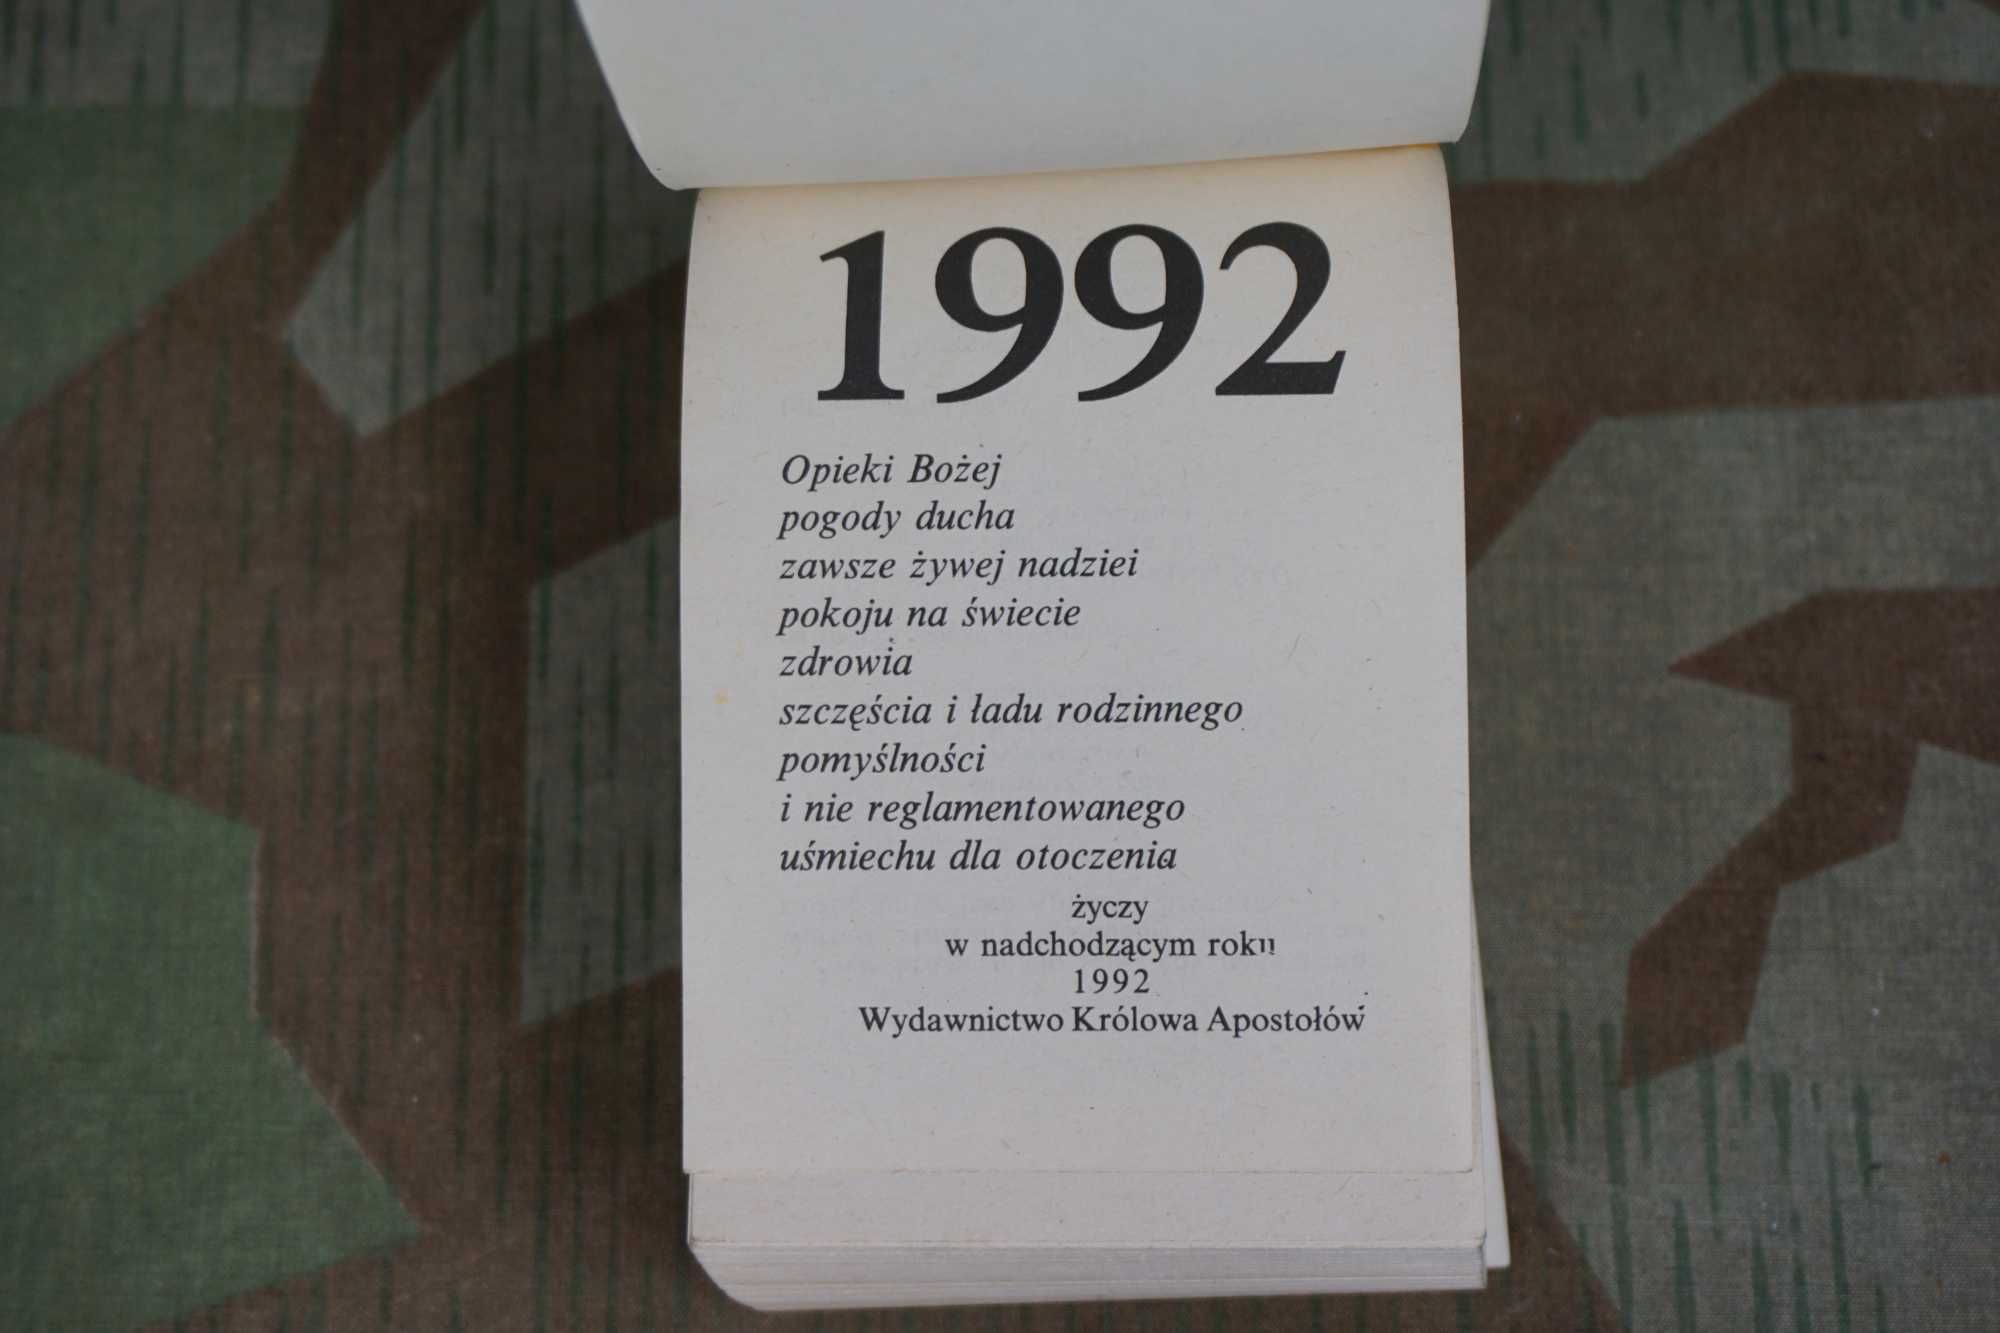 1992
Opieki Bożej
pogody ducha
zawsze żywej nadziei
pokoju na świecie
zdrowia
szczęścia i ładu rodzinnego
pomyślności
i nie reglamentowanego
uśmiechu dla otoczenia
życzy
w nadchodzącym roku
1992
Wydawnictwo Królowa Apostołów